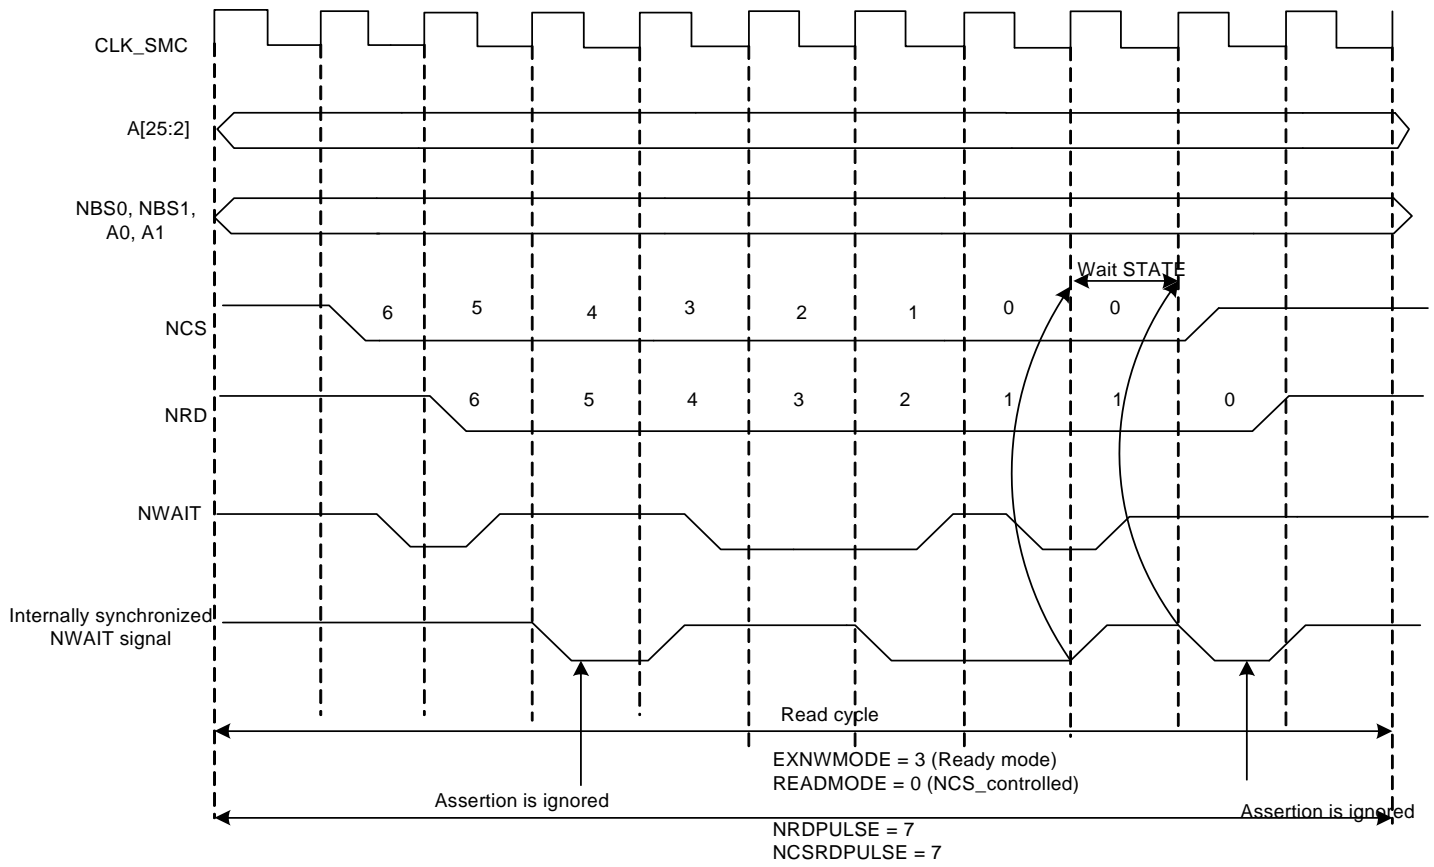 CLK_SMC
A[25:2]
NBS0, NBS1,
A0, A1
Wait STATE
NCS
6 5 4 3 2 1 0 0
NRD
6 5 4 3 2 1 1 0
NWAIT
Internally synchronized
NWAIT signal
Read cycle
EXNWMODE = 3 (Ready mode)
READMODE = 0 (NCS_controlled)
Assertion is ignored
Assertion is ignored
NRDPULSE = 7
NCSRDPULSE = 7